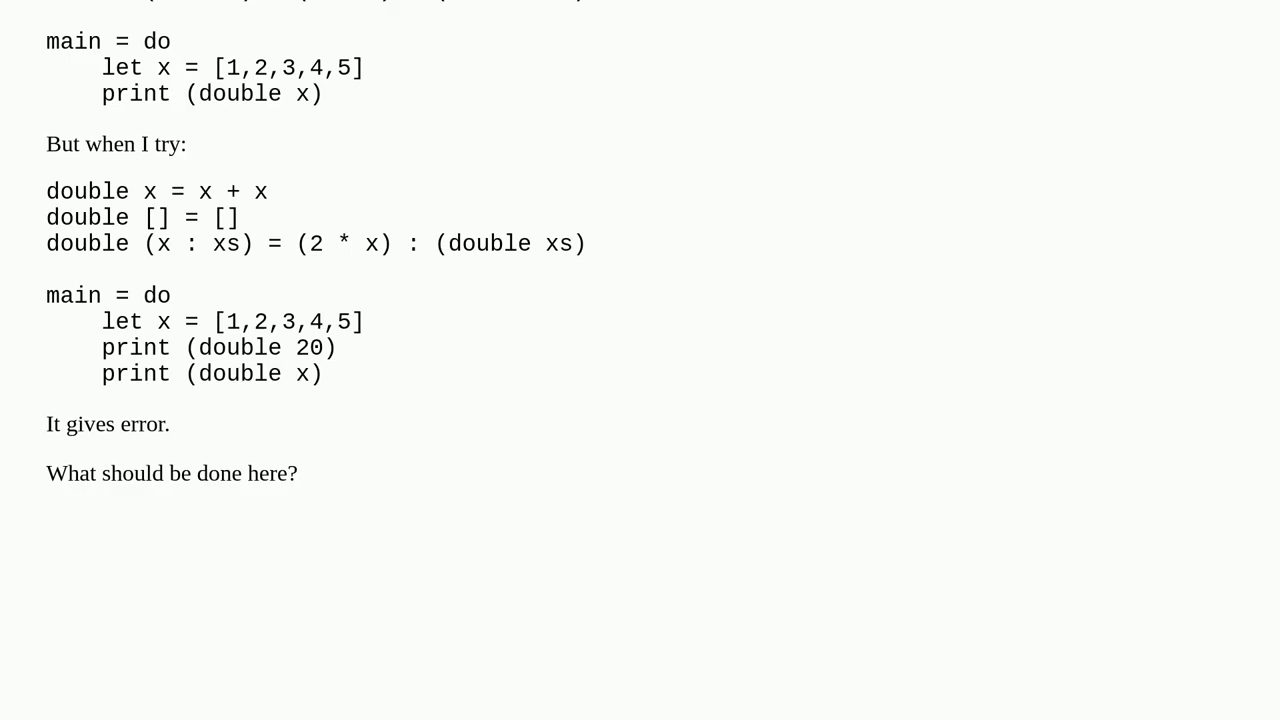 main = do
    let x = [1,2,3,4,5]
    print (double x)
But when I try:
double x = x + x
double [] = []
double (x : xs) = (2 * x) : (double xs)
main = do
    let x = [1,2,3,4,5]
    print (double 20)
    print (double x)
It gives error.
What should be done here?